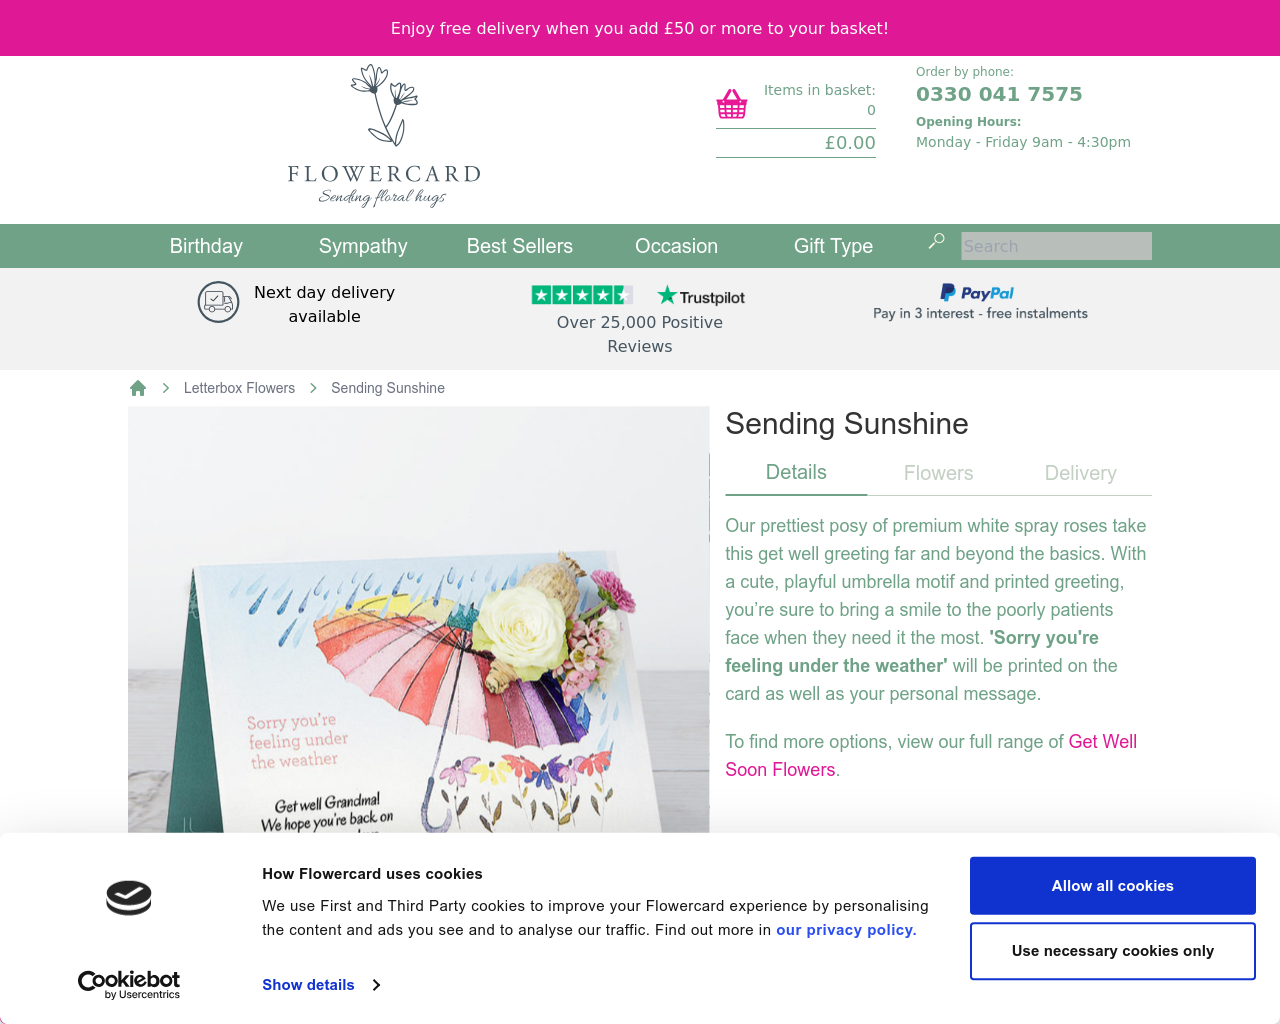 Enjoy free delivery when you add £50 or more to your basket!
FLOWERCARD
Sending floral hugs
Items in basket:
0
£0.00
Order by phone:
0330 041 7575
Opening Hours:
Monday - Friday 9am - 4:30pm
Birthday
Sympathy
Best Sellers
Occasion
Gift Type
Search
Next day delivery
available
Trustpilot
Over 25,000 Positive
Reviews
PayPal
Pay in 3 interest - free instalments
Letterbox Flowers
Sending Sunshine
Sending Sunshine
Details
Flowers
Delivery
Our prettiest posy of premium white spray roses take
this get well greeting far and beyond the basics. With
a cute, playful umbrella motif and printed greeting,
you're sure to bring a smile to the poorly patients
face when they need it the most. 'Sorry you're
feeling under the weather' will be printed on the
card as well as your personal message.
To find more options, view our full range of Get Well
Soon Flowers.
Sorry you're
feeling under
the weather
Get well Grandma!
We hope you're back on
How Flowercard uses cookies
We use First and Third Party cookies to improve your Flowercard experience by personalising
the content and ads you see and to analyse our traffic. Find out more in our privacy policy.
Show details
Cookiebot
by Usercentrics
Allow all cookies
Use necessary cookies only